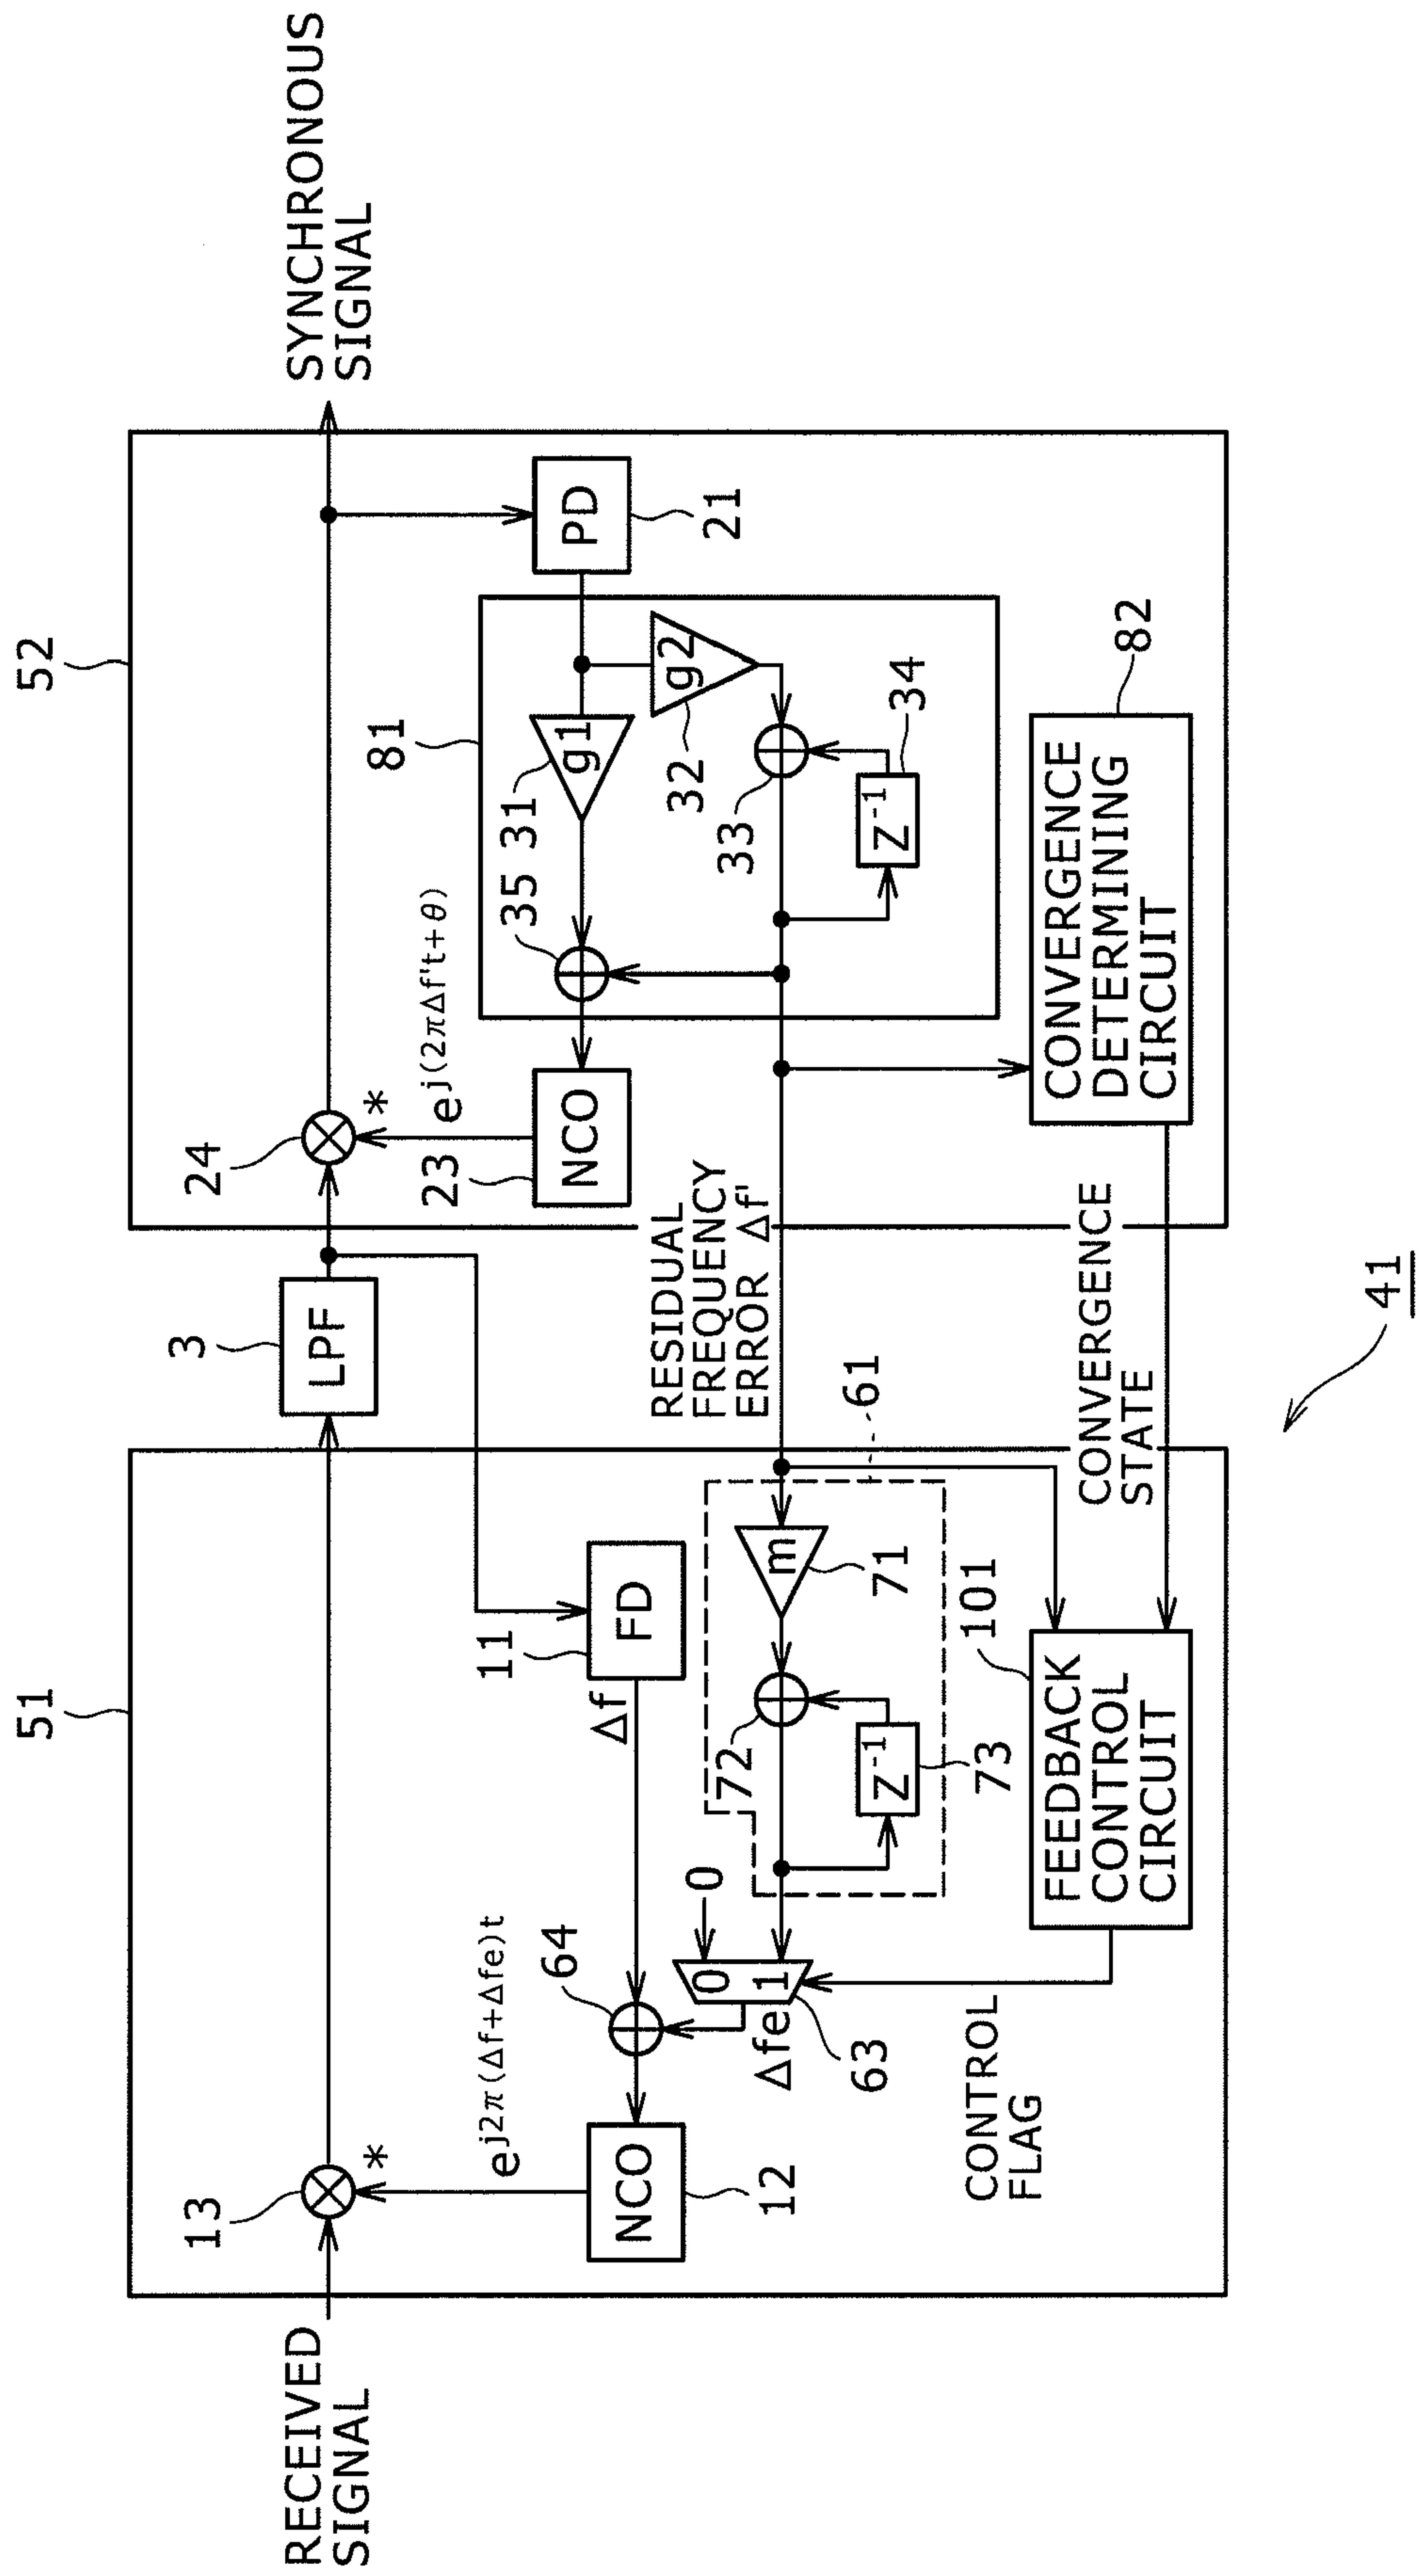 51
52
13
RECEIVED
SIGNAL
*
e^j2π(Δf+Δfe)t
NCO
12
64
Δf
11
FD
3
LPF
24
*
23
NCO
e^j(2πΔf't+θ)
SYNCHRONOUS
SIGNAL
PD
21
81
35
31
g1
g2
32
33
Z^-1
34
RESIDUAL
FREQUENCY
ERROR Δf'
61
m
71
72
Z^-1
73
0
0
1
Δfe
63
CONTROL
FLAG
101
FEEDBACK
CONTROL
CIRCUIT
CONVERGENCE
STATE
82
CONVERGENCE
DETERMINING
CIRCUIT
41